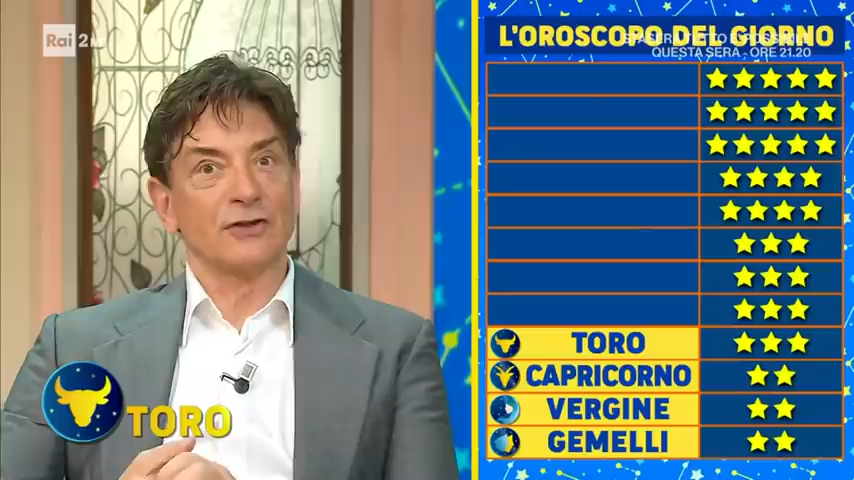 Rai 2
L'OROSCOPO DEL GIORNO
QUESTA SERA - ORE 21.20
TORO
CAPRICORNO
VERGINE
GEMELLI
TORO